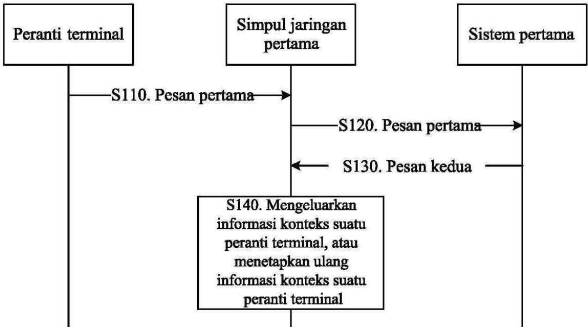 Peranti terminal
Simpul jaringan
pertama
Sistem pertama
S110. Pesan pertama
S120. Pesan pertama
S130. Pesan kedua
S140. Mengeluarkan
informasi konteks suatu
peranti terminal, atau
menetapkan ulang
informasi konteks suatu
peranti terminal